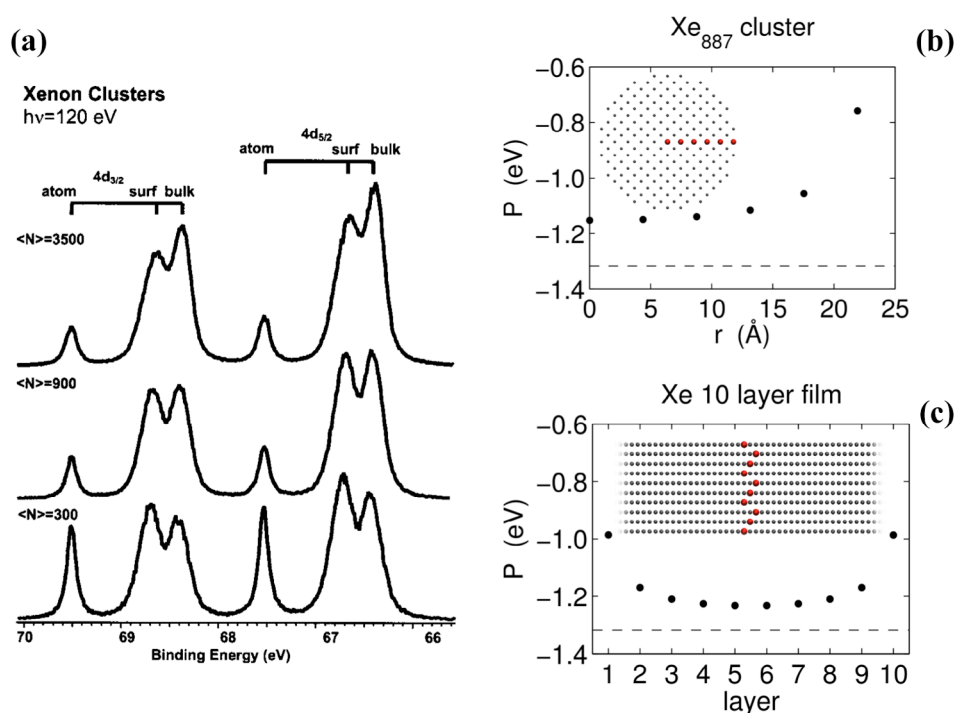 (a)
Xenon Clusters
hν=120 eV
4d5/2
atom surf bulk
4d3/2
atom surf bulk
<N>=3500
<N>=900
<N>=300
70 69 68 67 66
Binding Energy (eV)
(b)
Xe887 cluster
−0.6
−0.8
−1.0
−1.2
−1.4
P (eV)
0 5 10 15 20 25
r (Å)
(c)
Xe 10 layer film
−0.6
−0.8
−1.0
−1.2
−1.4
P (eV)
1 2 3 4 5 6 7 8 9 10
layer